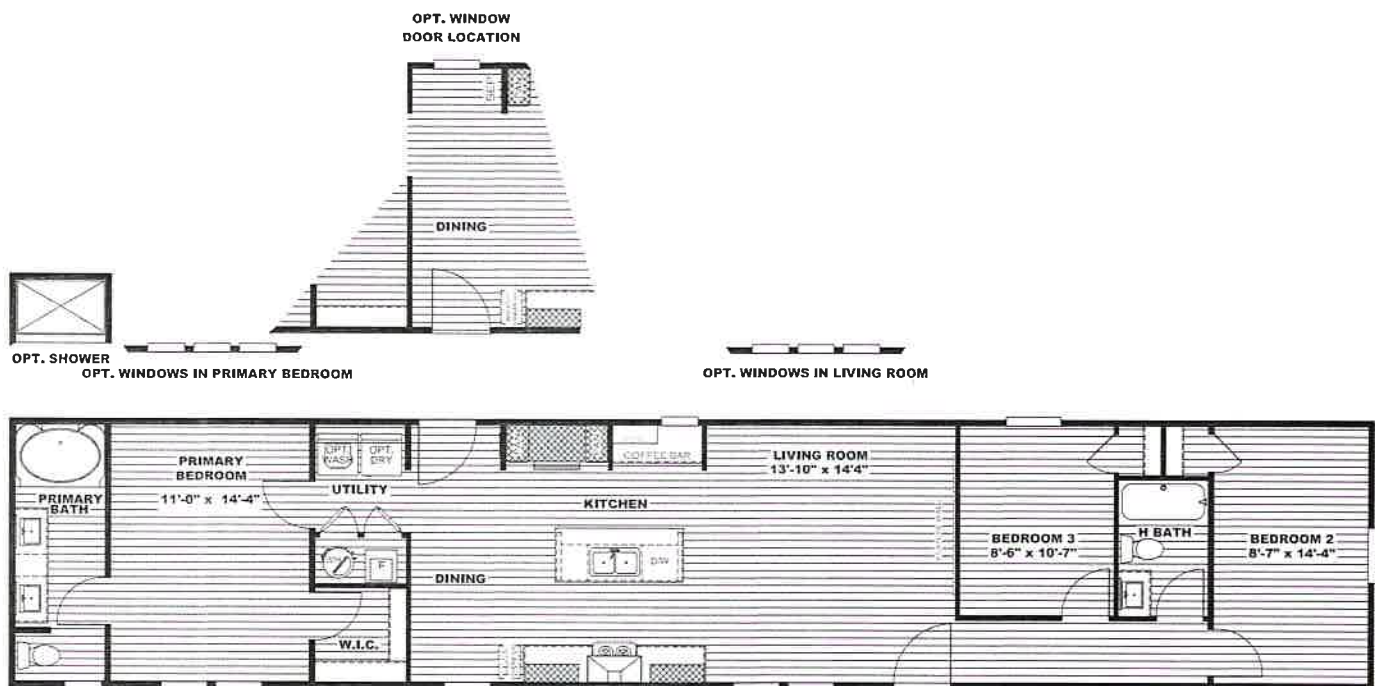 OPT. WINDOW
DOOR LOCATION
REF
DINING
OPT. SHOWER
OPT. WINDOWS IN PRIMARY BEDROOM
OPT. WINDOWS IN LIVING ROOM
PRIMARY
BEDROOM
11'-0" x 14'-4"
PRIMARY
BATH
OPT.
WASH
OPT.
DRY
UTILITY
F
W.I.C.
COFFEE BAR
KITCHEN
DINING
D/W
LIVING ROOM
13'-10" x 14'4"
BEDROOM 3
8'-6" x 10'-7"
H BATH
BEDROOM 2
8'-7" x 14'-4"